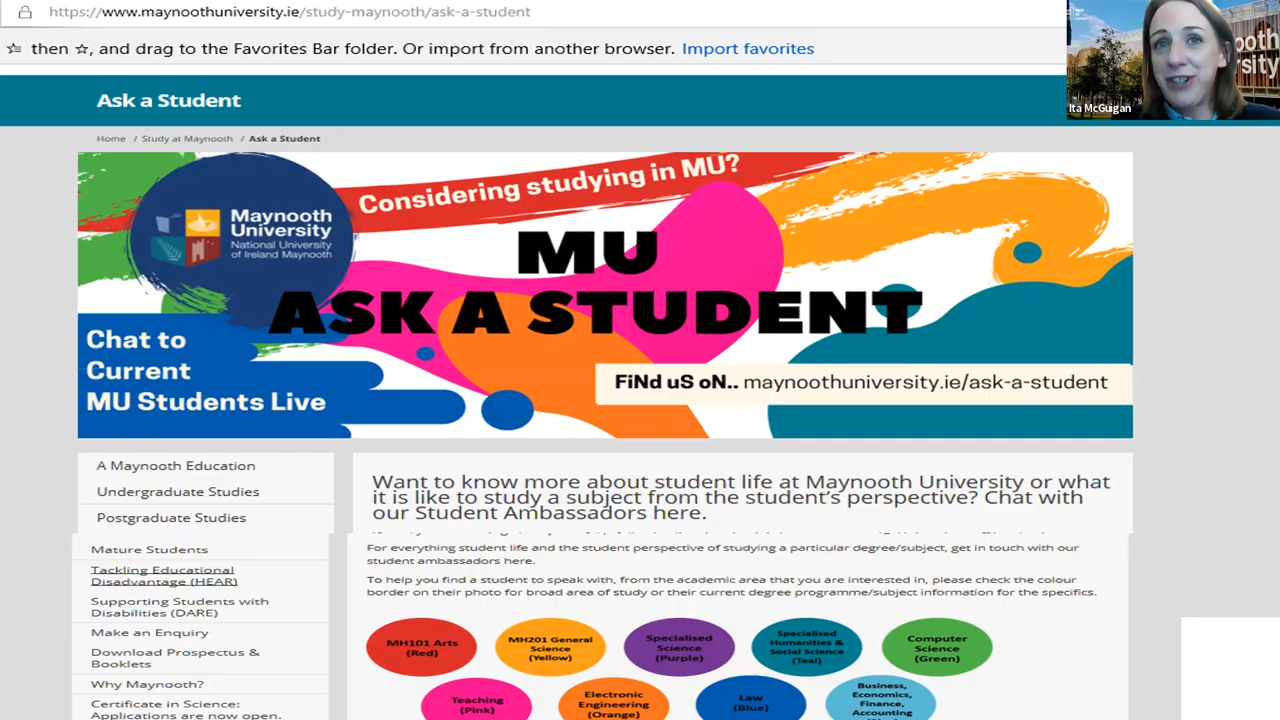 https://www.maynoothuniversity.ie/study-maynooth/ask-a-student
then ☆, and drag to the Favorites Bar folder. Or import from another browser. Import favorites
ooth
rsity
Ita McGuigan
Ask a Student
Home / Study at Maynooth / Ask a Student
Considering studying in MU?
Maynooth
University
National University
of Ireland Maynooth
MU
ASK A STUDENT
Chat to
Current
MU Students Live
FiNd uS oN.. maynoothuniversity.ie/ask-a-student
A Maynooth Education
Undergraduate Studies
Postgraduate Studies
Mature Students
Tackling Educational
Disadvantage (HEAR)
Supporting Students with
Disabilities (DARE)
Make an Enquiry
Download Prospectus &
Booklets
Why Maynooth?
Certificate in Science:
Applications are now open.
Want to know more about student life at Maynooth University or what
it is like to study a subject from the student's perspective? Chat with
our Student Ambassadors here.
For everything student life and the student perspective of studying a particular degree/subject, get in touch with our
student ambassadors here.
To help you find a student to speak with, from the academic area that you are interested in, please check the colour
border on their photo for broad area of study or their current degree programme/subject information for the specifics.
MH101 Arts
(Red)
MH201 General
Science
(Yellow)
Specialised
Science
(Purple)
Specialised
Humanities &
Social Science
(Teal)
Computer
Science
(Green)
Teaching
(Pink)
Electronic
Engineering
(Orange)
Law
(Blue)
Business,
Economics,
Finance,
Accounting